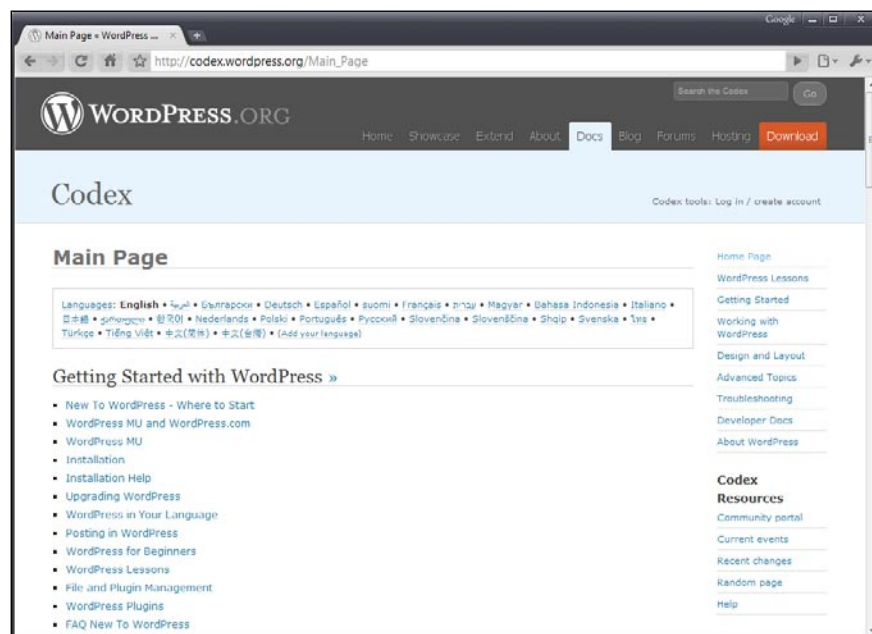 Google
Main Page « WordPress ...
http://codex.wordpress.org/Main_Page
Search the Codex
Go
WORDPRESS.ORG
Home Showcase Extend About Docs Blog Forums Hosting Download
Codex
Codex tools: Log in / create account
Main Page
Languages: English • العربية • Български • Deutsch • Español • suomi • Français • עברית • Magyar • Bahasa Indonesia • Italiano •
日本語 • ქართული • 한국어 • Nederlands • Polski • Português • Русский • Slovenčina • Slovenščina • Shqip • Svenska • ไทย •
Türkçe • Tiếng Việt • 中文(简体) • 中文(台灣) • (Add your language)
Getting Started with WordPress »
New To WordPress - Where to Start
WordPress MU and WordPress.com
WordPress MU
Installation
Installation Help
Upgrading WordPress
WordPress in Your Language
Posting in WordPress
WordPress for Beginners
WordPress Lessons
File and Plugin Management
WordPress Plugins
FAQ New To WordPress
Home Page
WordPress Lessons
Getting Started
Working with
WordPress
Design and Layout
Advanced Topics
Troubleshooting
Developer Docs
About WordPress
Codex
Resources
Community portal
Current events
Recent changes
Random page
Help